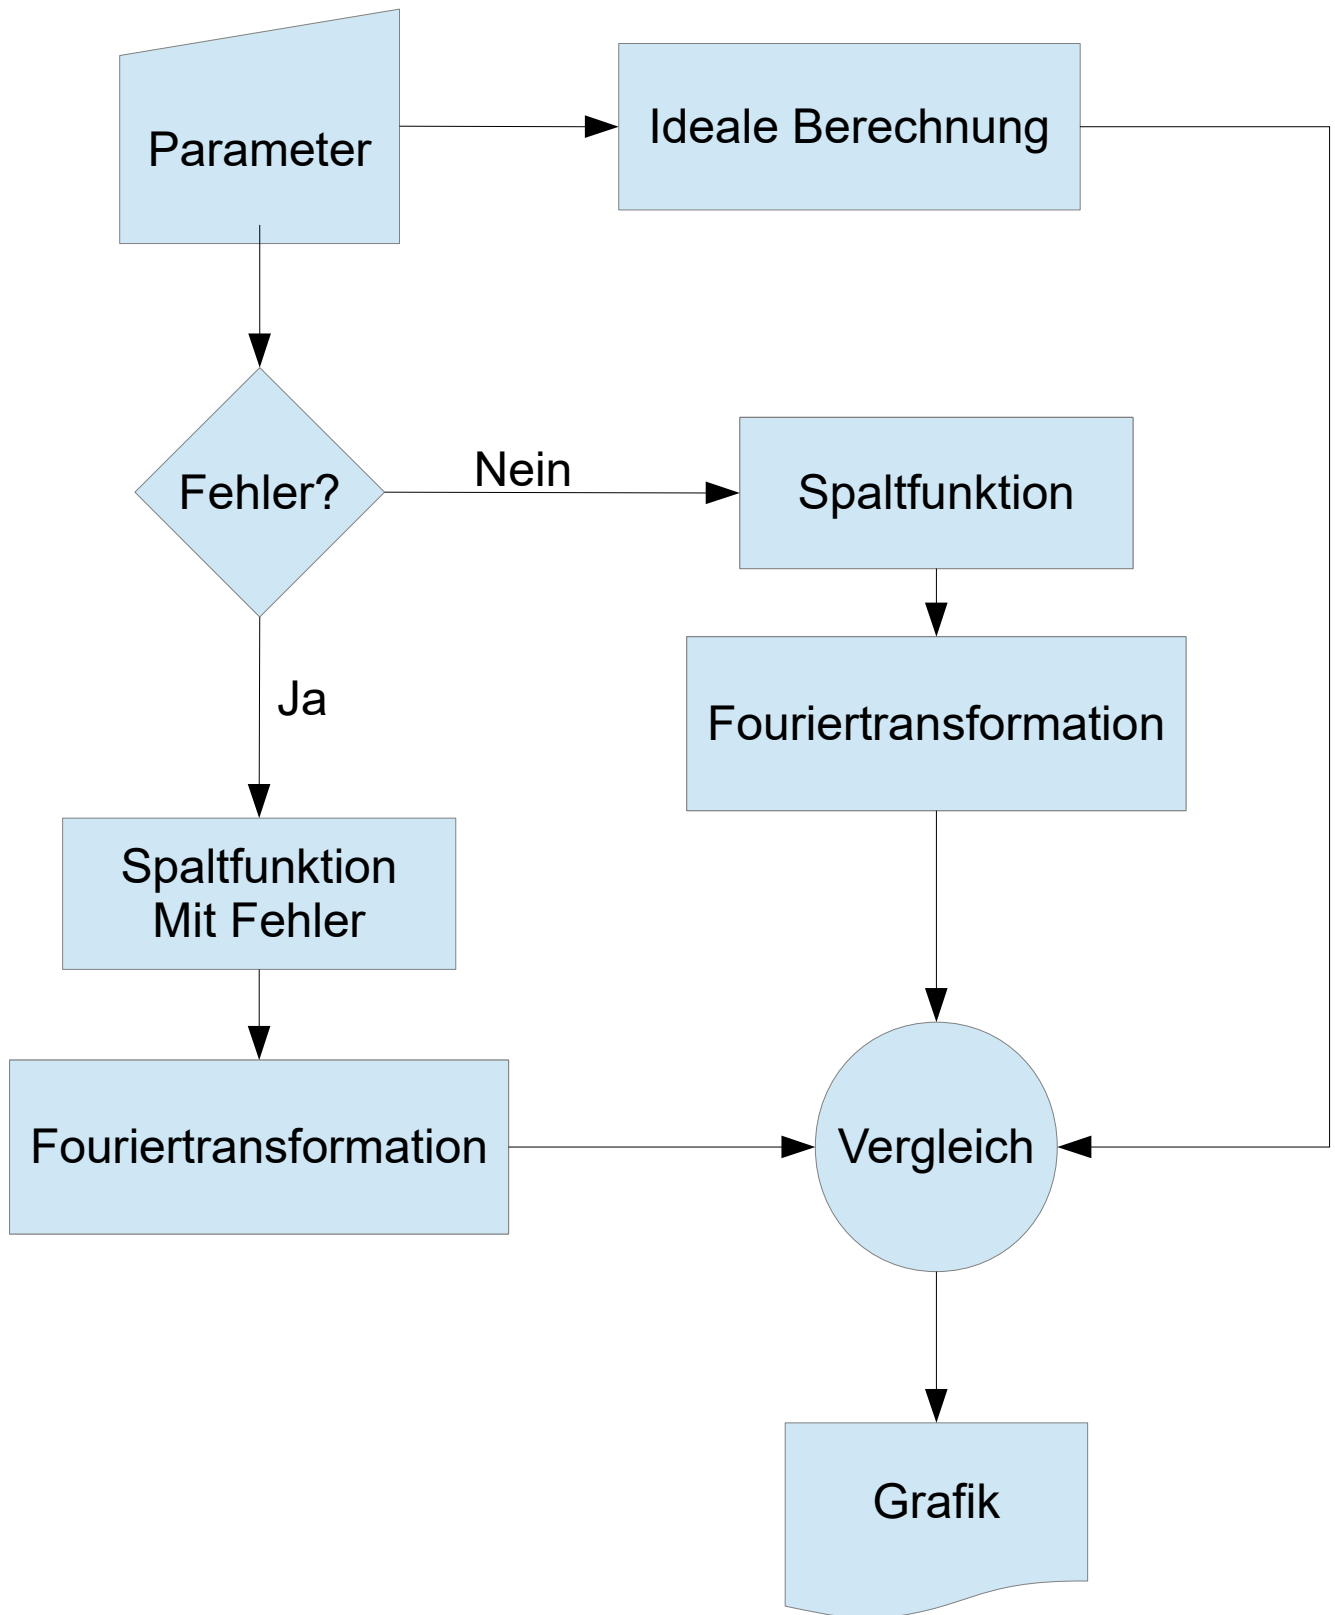 Parameter
Ideale Berechnung
Fehler?
Nein
Spaltfunktion
Ja
Fouriertransformation
Spaltfunktion
Mit Fehler
Fouriertransformation
Vergleich
Grafik